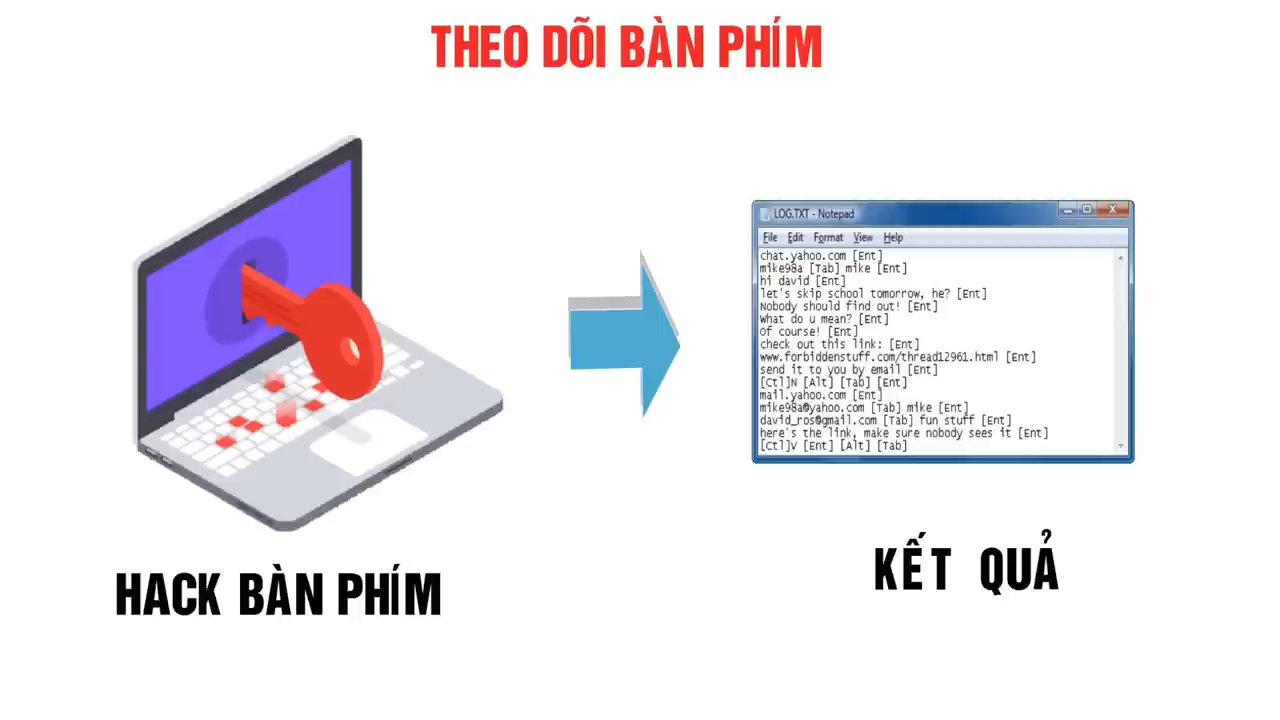 THEO DÕI BÀN PHÍM
LOG.TXT - Notepad
File Edit Format View Help
chat.yahoo.com [Ent]
mike98a [Tab] mike [Ent]
hi david [Ent]
let's skip school tomorrow, he? [Ent]
Nobody should find out! [Ent]
What do u mean? [Ent]
Of course! [Ent]
check out this link: [Ent]
www.forbiddenstuff.com/thread12961.html [Ent]
send it to you by email [Ent]
[Ctl]N [Alt] [Tab] [Ent]
mail.yahoo.com [Ent]
mike98a@yahoo.com [Tab] mike [Ent]
david_ros@gmail.com [Tab] fun stuff [Ent]
here's the link, make sure nobody sees it [Ent]
[Ctl]V [Ent] [Alt] [Tab]
HACK BÀN PHÍM
KẾT QUẢ